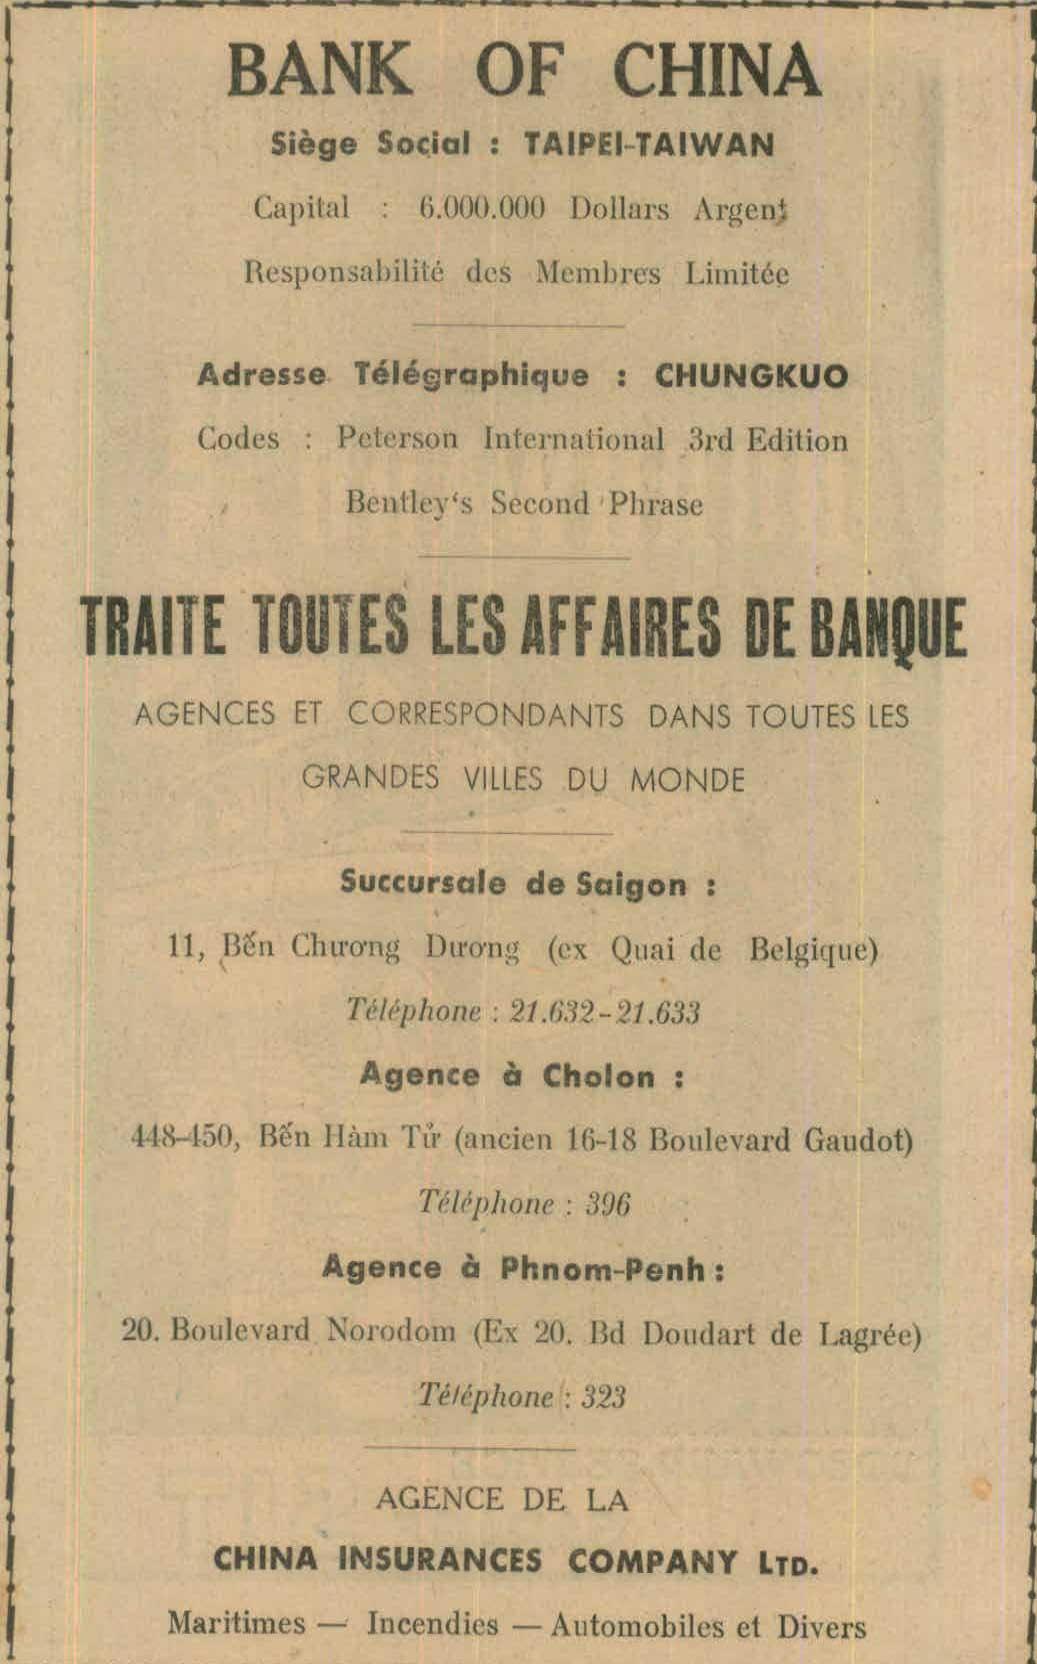 BANK OF CHINA
Siège Social : TAIPEI-TAIWAN
Capital : 6.000.000 Dollars Argent
Responsabilité des Membres Limitée
Adresse Télégraphique : CHUNGKUO
Codes : Peterson International 3rd Edition
Bentley‘s Second Phrase
TRAITE TOUTES LES AFFAIRES DE BANQUE
AGENCES ET CORRESPONDANTS DANS TOUTES LES
GRANDES VILLES DU MONDE
Succursale de Saigon :
11, Bến Chương Dương (ex Quai de Belgique)
Téléphone : 21.632-21.633
Agence à Cholon :
448-450, Bến Hàm Tử (ancien 16-18 Boulevard Gaudot)
Téléphone : 396
Agence à Phnom-Penh :
20. Boulevard Norodom (Ex 20. Bd Doudart de Lagrée)
Téléphone : 323
AGENCE DE LA
CHINA INSURANCES COMPANY LTD.
Maritimes — Incendies — Automobiles et Divers